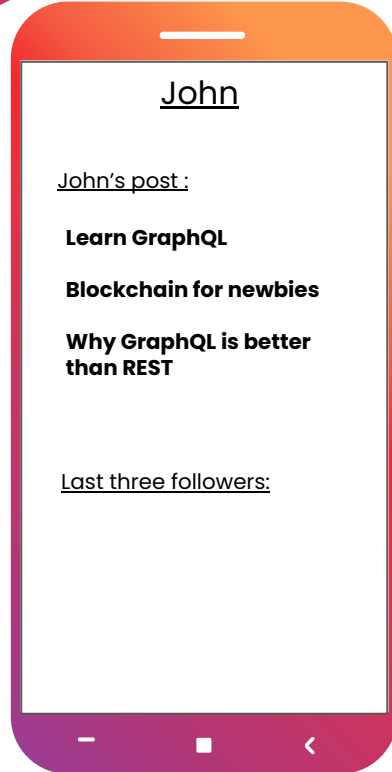 John
John's post :
Learn GraphQL
Blockchain for newbies
Why GraphQL is better
than REST
Last three followers: